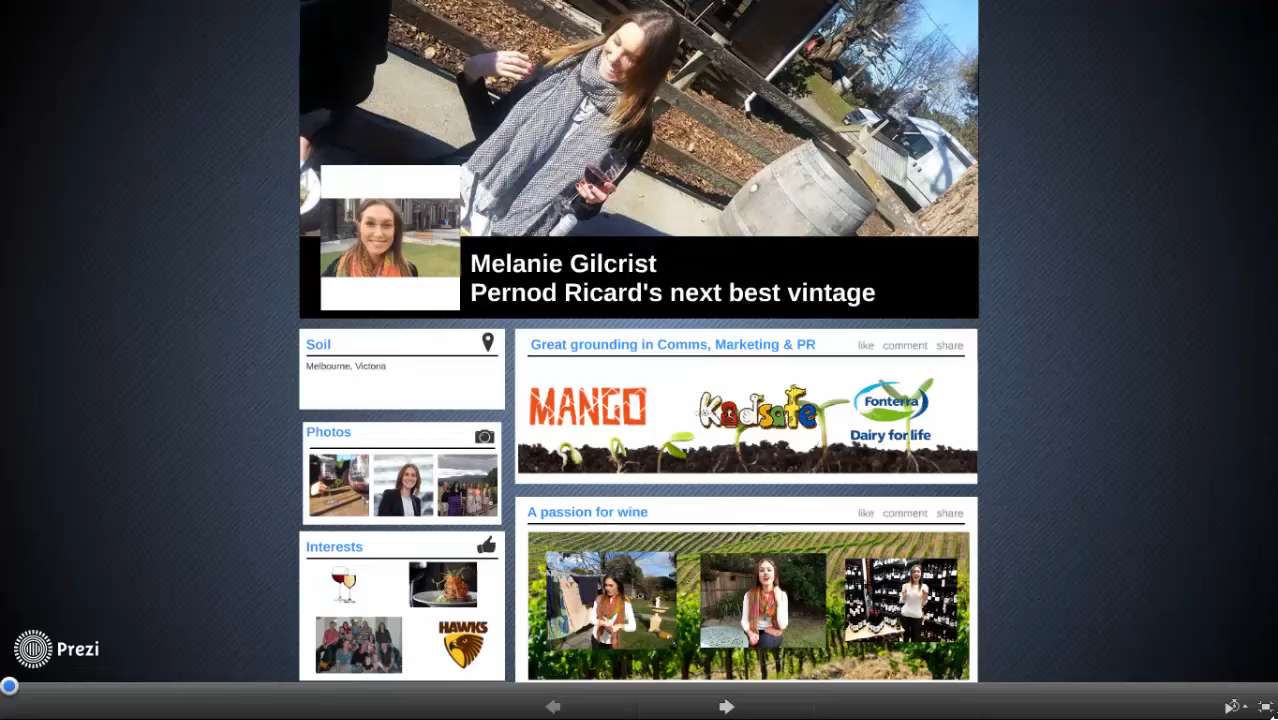 Melanie Gilcrist
Pernod Ricard's next best vintage
Soil
Melbourne, Victoria
Great grounding in Comms, Marketing & PR
like comment share
MANGO
Kidsafe
Fonterra
Dairy for life
Photos
A passion for wine
like comment share
Interests
HAWKS
Prezi